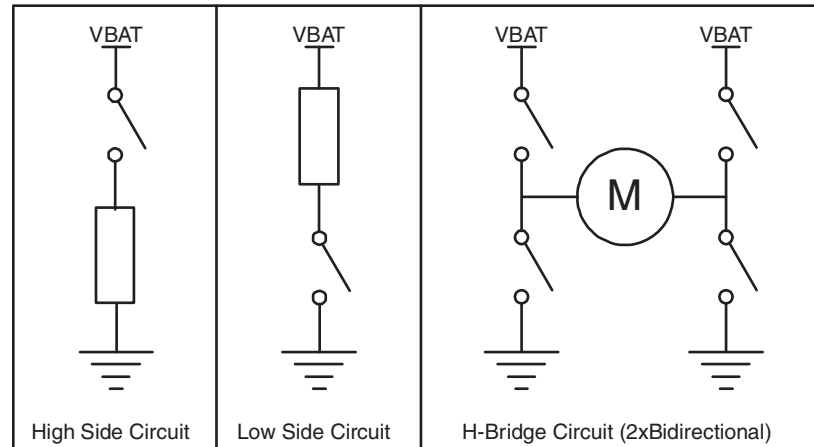 VBAT
VBAT
VBAT
VBAT
M
High Side Circuit
Low Side Circuit
H-Bridge Circuit (2xBidirectional)